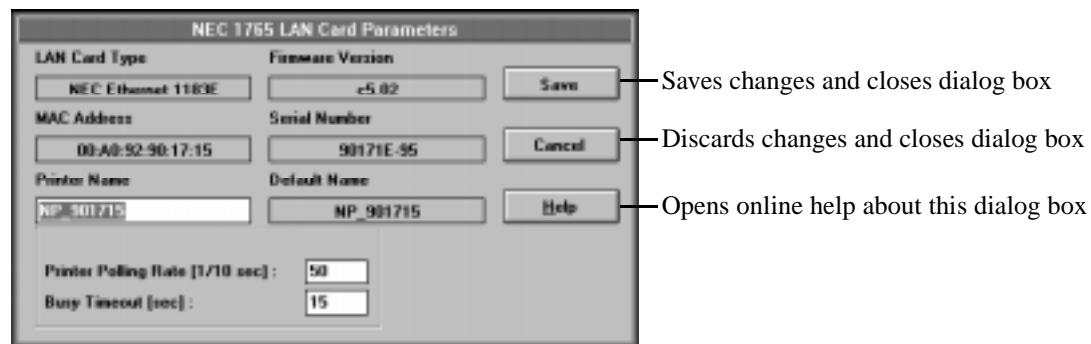 NEC 1765 LAN Card Parameters
LAN Card Type
Firmware Version
NEC Ethernet 1183E
c5.02
Save
Saves changes and closes dialog box
MAC Address
Serial Number
00:A0:92:90:17:15
90171E-95
Cancel
Discards changes and closes dialog box
Printer Name
Default Name
NP_901715
NP_901715
Help
Opens online help about this dialog box
Printer Polling Rate [1/10 sec] :
50
Busy Timeout [sec] :
15